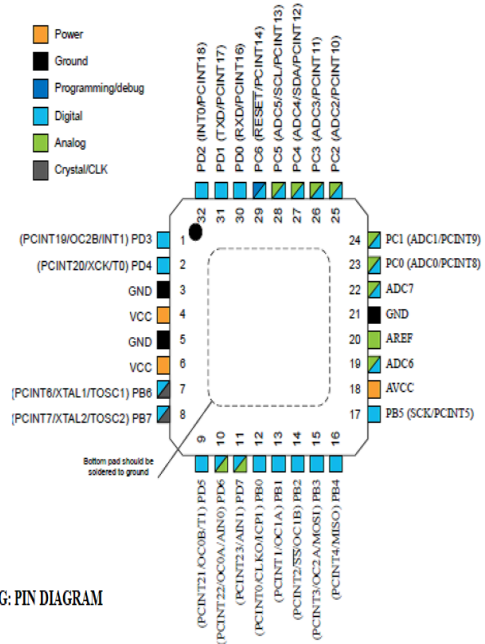 Power
Ground
Programming/debug
Digital
Analog
Crystal/CLK
PD2 (INT0/PCINT18)
PD1 (TXD/PCINT17)
PD0 (RXD/PCINT16)
PC6 (RESET/PCINT14)
PC5 (ADC5/SCL/PCINT13)
PC4 (ADC4/SDA/PCINT12)
PC3 (ADC3/PCINT11)
PC2 (ADC2/PCINT10)
32 31 30 29 28 27 26 25
(PCINT19/OC2B/INT1) PD3 1
(PCINT20/XCK/T0) PD4 2
GND 3
VCC 4
GND 5
VCC 6
(PCINT6/XTAL1/TOSC1) PB6 7
(PCINT7/XTAL2/TOSC2) PB7 8
24 PC1 (ADC1/PCINT9)
23 PC0 (ADC0/PCINT8)
22 ADC7
21 GND
20 AREF
19 ADC6
18 AVCC
17 PB5 (SCK/PCINT5)
9 10 11 12 13 14 15 16
Bottom pad should be
soldered to ground
(PCINT21/OC0B/T1) PD5
(PCINT22/OC0A/AIN0) PD6
(PCINT23/AIN1) PD7
(PCINT0/CLKO/ICP1) PB0
(PCINT1/OC1A) PB1
(PCINT2/SS/OC1B) PB2
(PCINT3/OC2A/MOSI) PB3
(PCINT4/MISO) PB4
G: PIN DIAGRAM